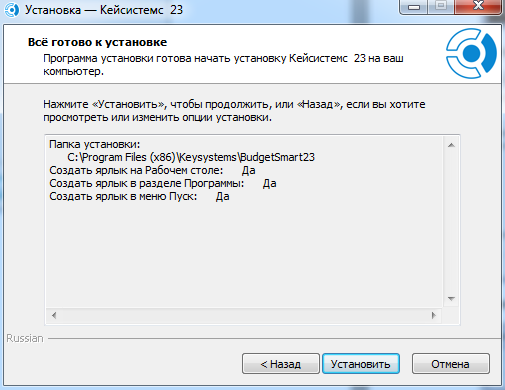 Установка — Кейсистемс 23
Всё готово к установке
Программа установки готова начать установку Кейсистемс 23 на ваш
компьютер.
Нажмите «Установить», чтобы продолжить, или «Назад», если вы хотите
просмотреть или изменить опции установки.
Папка установки:
C:\Program Files (x86)\Keysystems\BudgetSmart23
Создать ярлык на Рабочем столе: Да
Создать ярлык в разделе Программы: Да
Создать ярлык в меню Пуск: Да
Russian
< Назад
Установить
Отмена